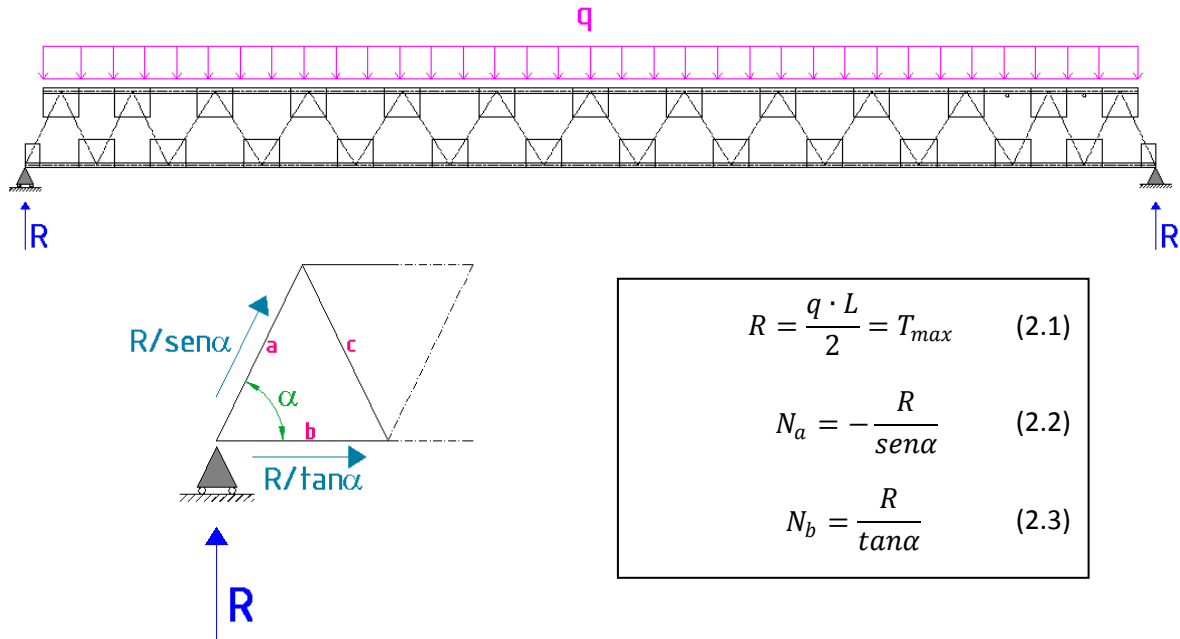 q
R
R
R/senα
a
c
α
b
R/tanα
R
R = q · L / 2 = T_max (2.1)
N_a = − R / senα (2.2)
N_b = R / tanα (2.3)